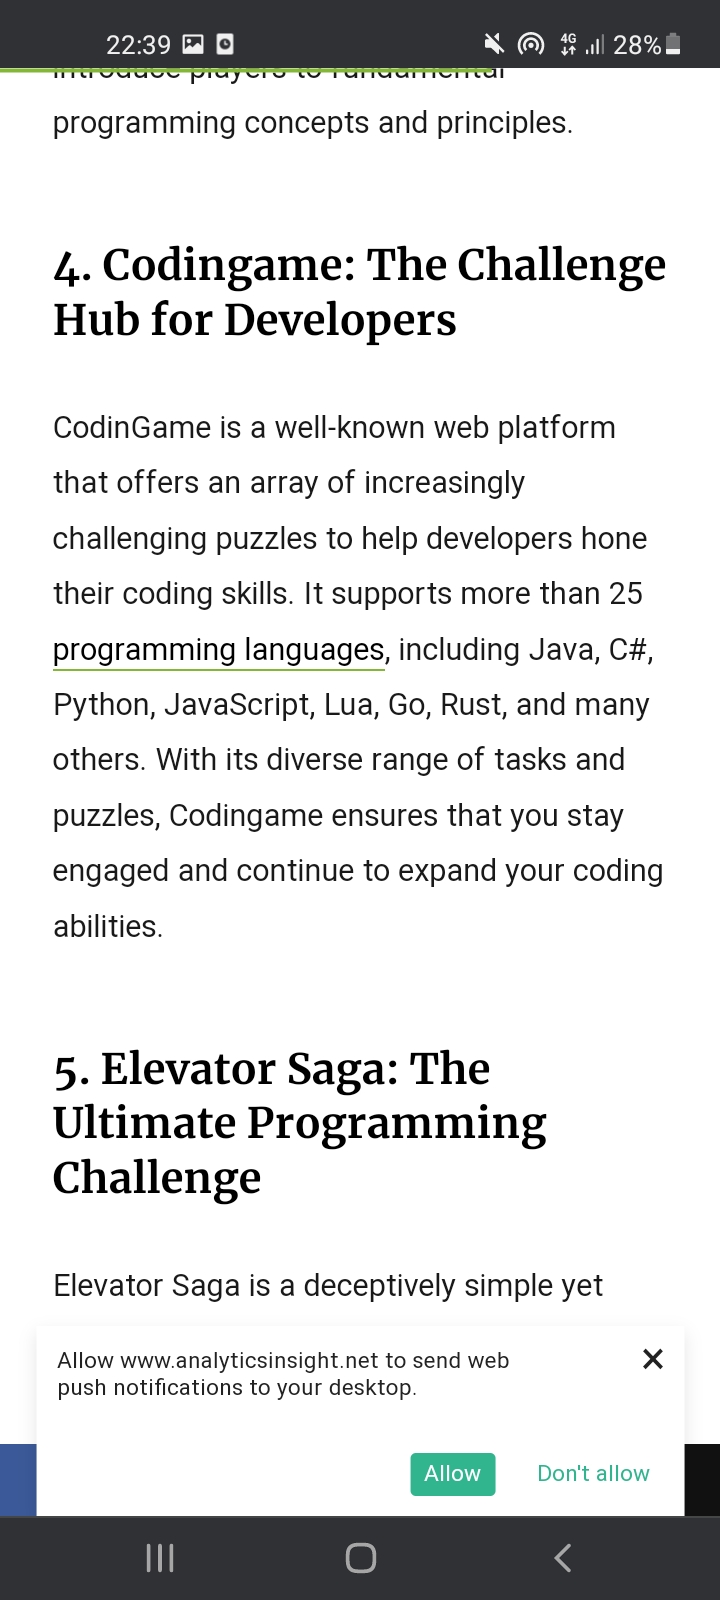 22:39
4G
28%
introduce players to fundamental
programming concepts and principles.
4. Codingame: The Challenge
Hub for Developers
CodinGame is a well-known web platform
that offers an array of increasingly
challenging puzzles to help developers hone
their coding skills. It supports more than 25
programming languages, including Java, C#,
Python, JavaScript, Lua, Go, Rust, and many
others. With its diverse range of tasks and
puzzles, Codingame ensures that you stay
engaged and continue to expand your coding
abilities.
5. Elevator Saga: The
Ultimate Programming
Challenge
Elevator Saga is a deceptively simple yet
Allow www.analyticsinsight.net to send web
push notifications to your desktop.
Allow
Don't allow